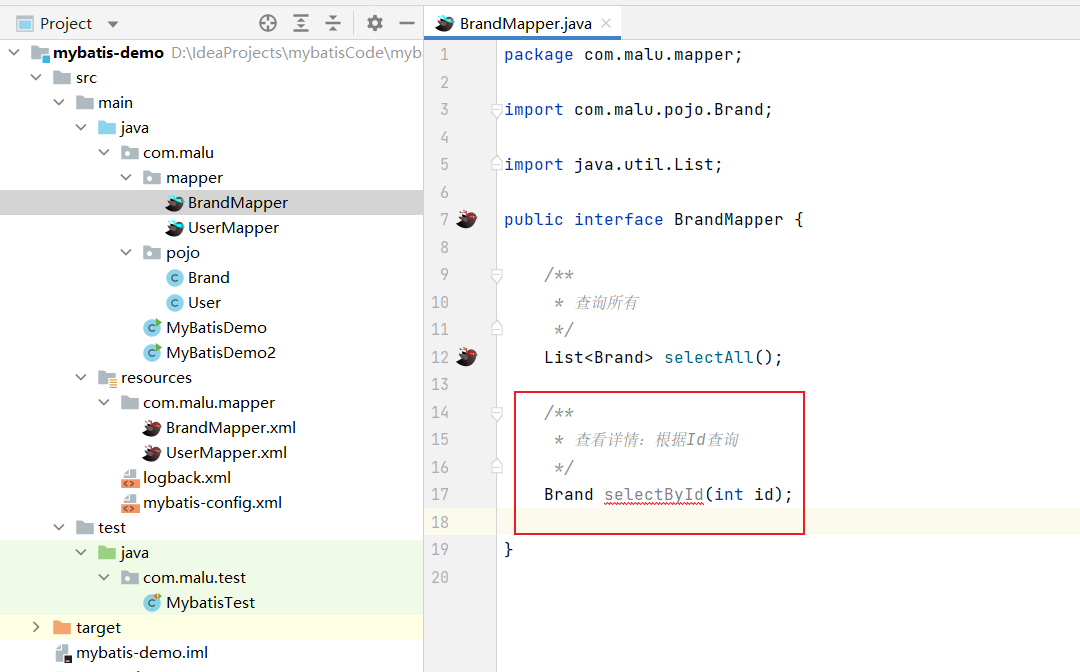 Project
mybatis-demo D:\IdeaProjects\mybatisCode\myb
src
main
java
com.malu
mapper
BrandMapper
UserMapper
pojo
Brand
User
MyBatisDemo
MyBatisDemo2
resources
com.malu.mapper
BrandMapper.xml
UserMapper.xml
logback.xml
mybatis-config.xml
test
java
com.malu.test
MybatisTest
target
mybatis-demo.iml
BrandMapper.java
1 package com.malu.mapper;
2
3 import com.malu.pojo.Brand;
4
5 import java.util.List;
6
7 public interface BrandMapper {
8
9 /**
10 * 查询所有
11 */
12 List<Brand> selectAll();
13
14 /**
15 * 查看详情：根据Id查询
16 */
17 Brand selectById(int id);
18
19 }
20